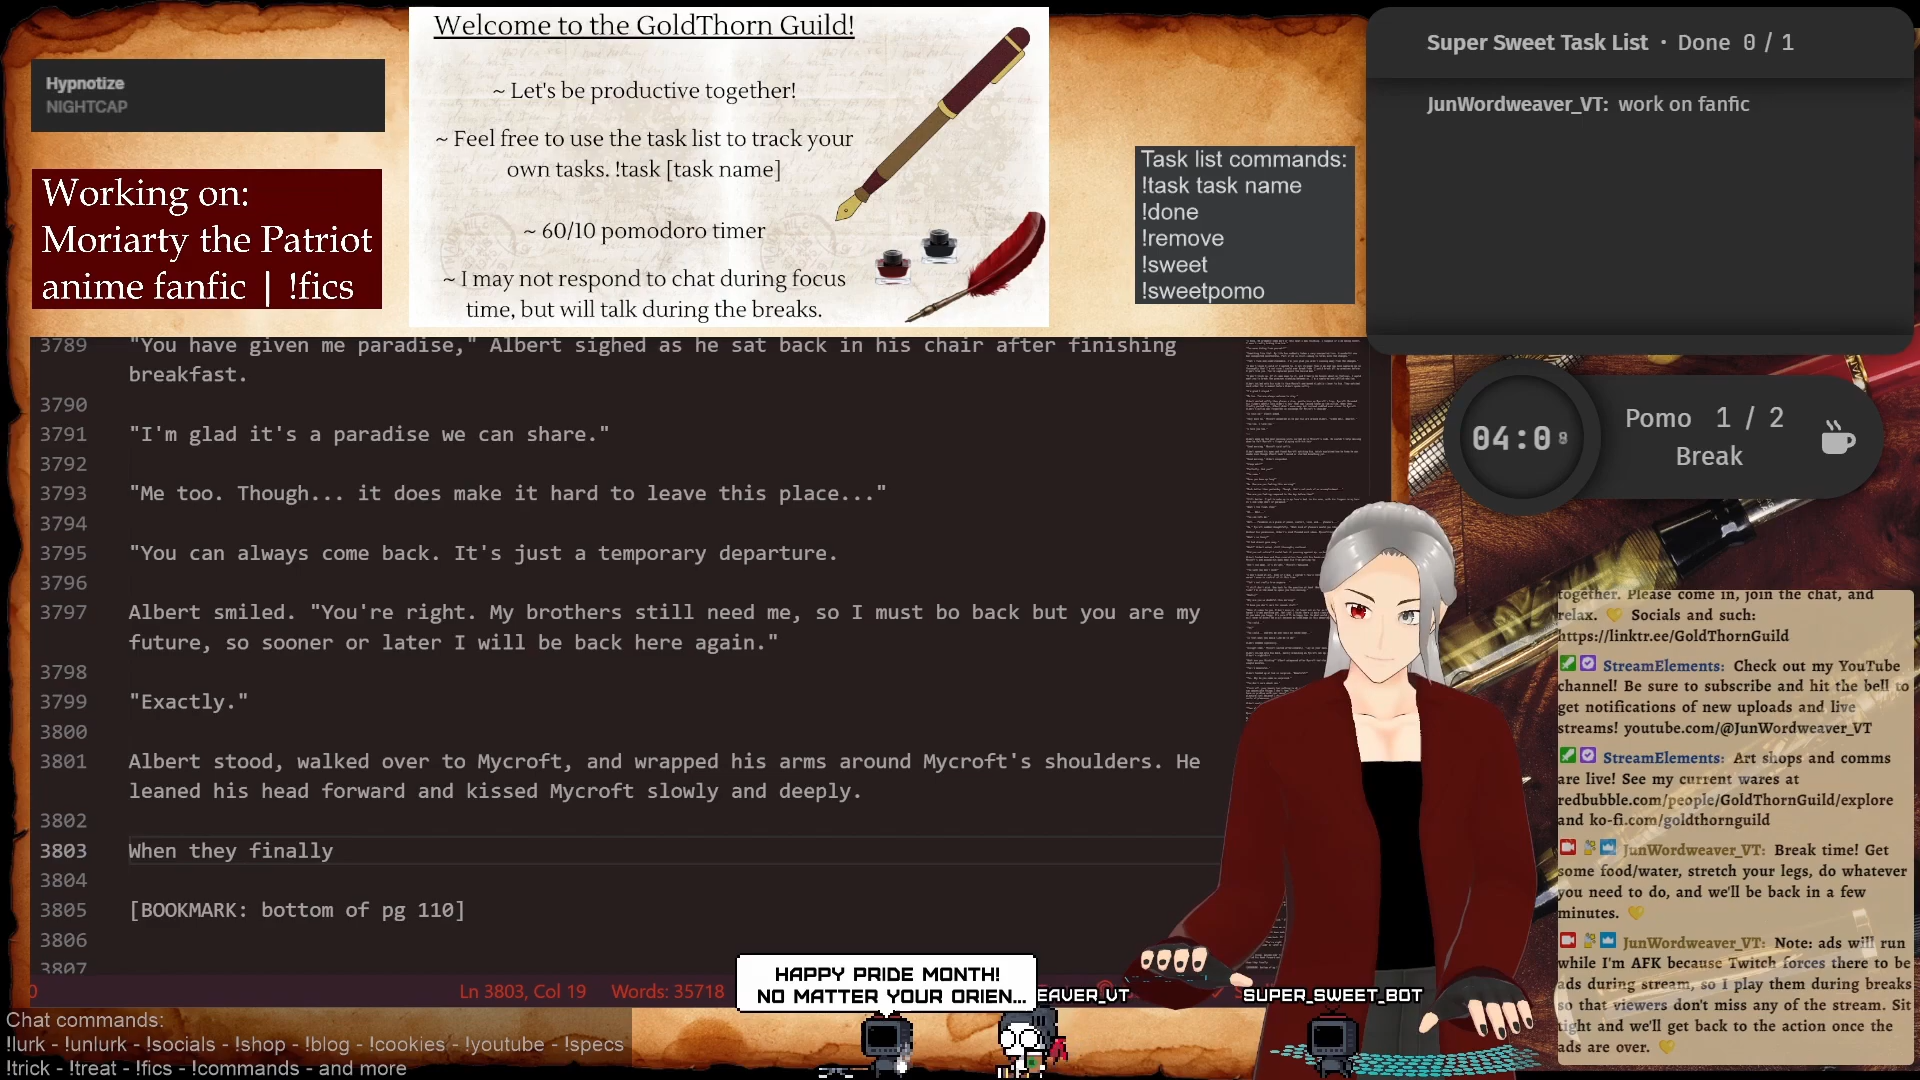 Hypnotize
NIGHTCAP
Working on:
Moriarty the Patriot
anime fanfic | !fics
Welcome to the GoldThorn Guild!
~ Let's be productive together!
~ Feel free to use the task list to track your
own tasks. !task [task name]
~ 60/10 pomodoro timer
~ I may not respond to chat during focus
time, but will talk during the breaks.
Task list commands:
!task task name
!done
!remove
!sweet
!sweetpomo
Super Sweet Task List · Done 0 / 1
JunWordweaver_VT: work on fanfic
04:08
Pomo 1 / 2
Break
3789 "You have given me paradise," Albert sighed as he sat back in his chair after finishing
breakfast.
3790
3791 "I'm glad it's a paradise we can share."
3792
3793 "Me too. Though... it does make it hard to leave this place..."
3794
3795 "You can always come back. It's just a temporary departure.
3796
3797 Albert smiled. "You're right. My brothers still need me, so I must bo back but you are my
future, so sooner or later I will be back here again."
3798
3799 "Exactly."
3800
3801 Albert stood, walked over to Mycroft, and wrapped his arms around Mycroft's shoulders. He
leaned his head forward and kissed Mycroft slowly and deeply.
3802
3803 When they finally
3804
3805 [BOOKMARK: bottom of pg 110]
3806
3807
0 Ln 3803, Col 19 Words: 35718
together. Please come in, join the chat, and
relax. 💛 Socials and such:
https://linktr.ee/GoldThornGuild
StreamElements: Check out my YouTube
channel! Be sure to subscribe and hit the bell to
get notifications of new uploads and live
streams! youtube.com/@JunWordweaver_VT
StreamElements: Art shops and comms
are live! See my current wares at
redbubble.com/people/GoldThornGuild/explore
and ko-fi.com/goldthornguild
JunWordweaver_VT: Break time! Get
some food/water, stretch your legs, do whatever
you need to do, and we'll be back in a few
minutes. 💛
JunWordweaver_VT: Note: ads will run
while I'm AFK because Twitch forces there to be
ads during stream, so I play them during breaks
so that viewers don't miss any of the stream. Sit
tight and we'll get back to the action once the
ads are over. 💛
HAPPY PRIDE MONTH!
NO MATTER YOUR ORIEN...
EAVER_VT
SUPER_SWEET_BOT
Chat commands:
!lurk - !unlurk - !socials - !shop - !blog - !cookies - !youtube - !specs
!trick - !treat - !fics - !commands - and more